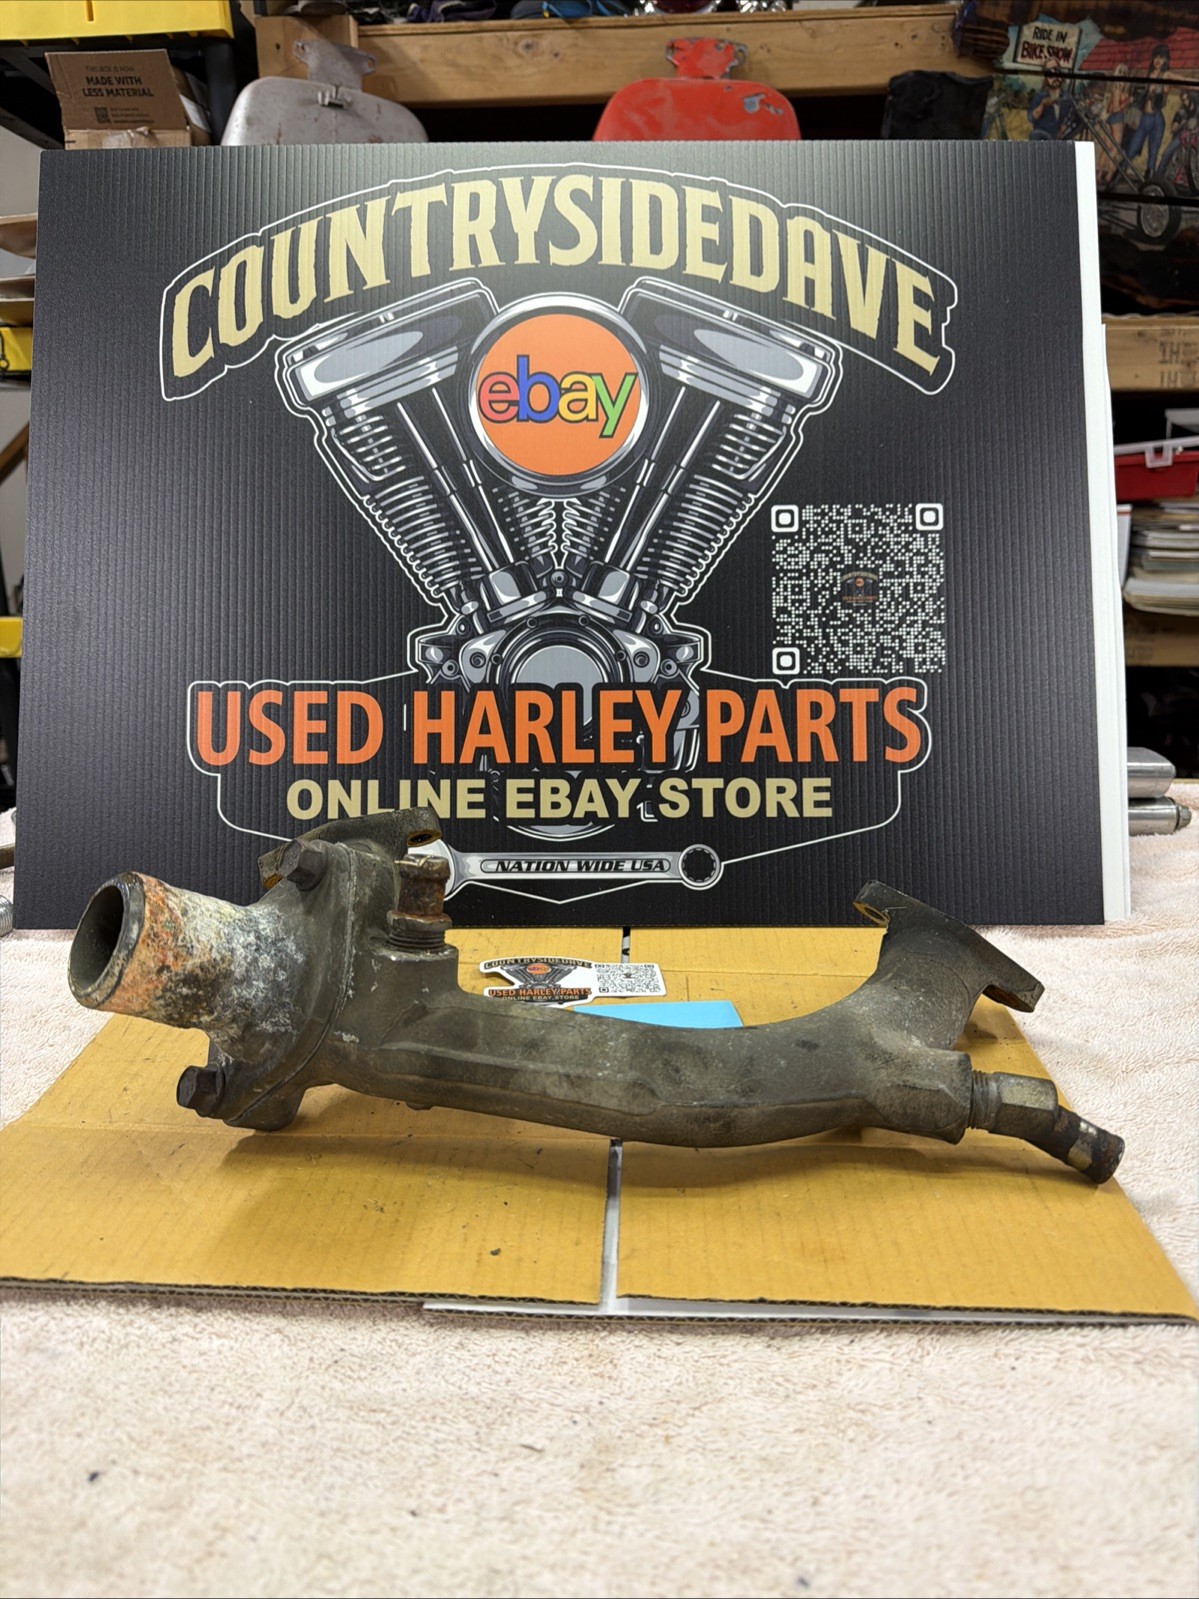 MADE WITH
LESS MATERIAL
RIDE IN
BIKE SHOW
COUNTRYSIDEDAVE
ebay
USED HARLEY PARTS
ONLINE EBAY STORE
NATION WIDE USA
COUNTRYSIDEDAVE
USED HARLEY PARTS
ONLINE EBAY STORE